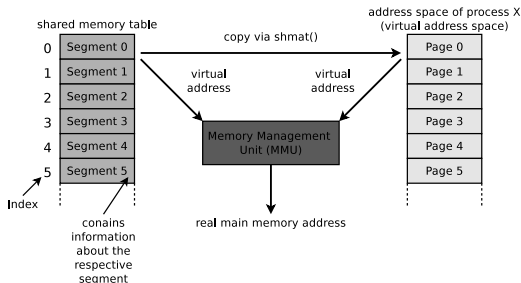 shared memory table
address space of process X
(virtual address space)
0 Segment 0
copy via shmat()
Page 0
1 Segment 1
Page 1
virtual
address
virtual
address
2 Segment 2
Page 2
3 Segment 3
Memory Management
Unit (MMU)
Page 3
4 Segment 4
Page 4
5 Segment 5
Page 5
Index
conains
information
about the
respective
segment
real main memory address